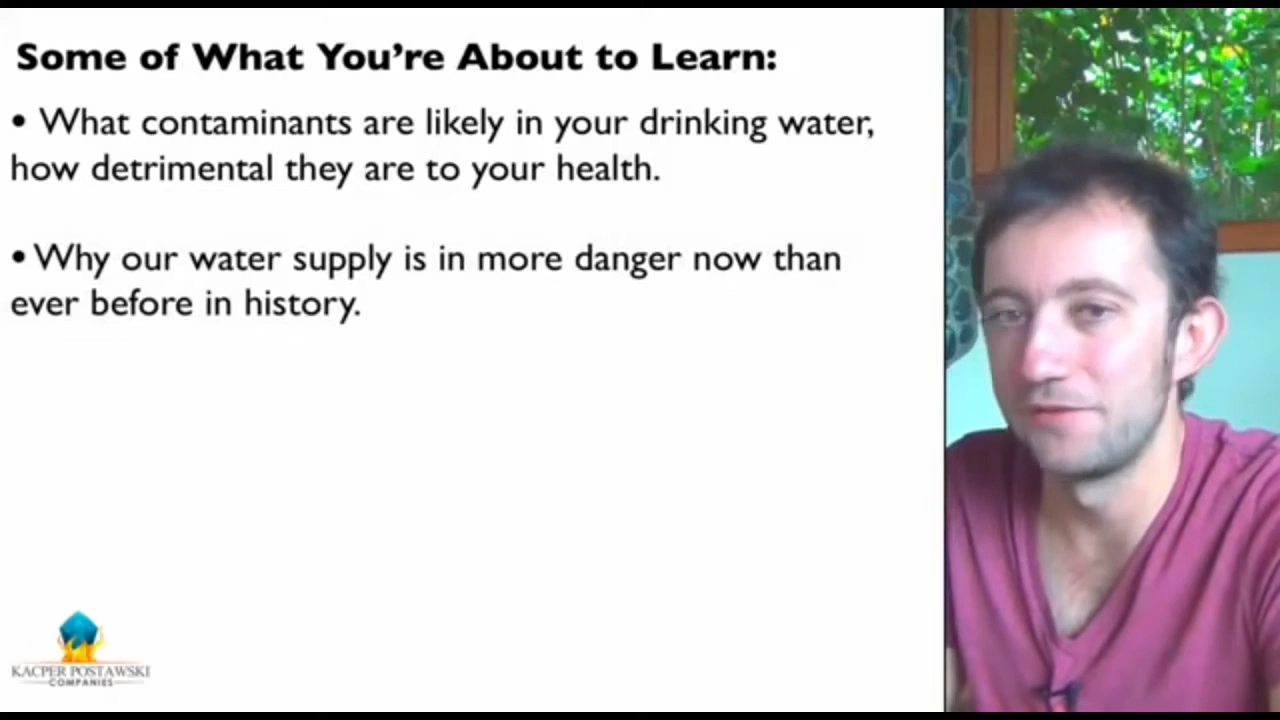 Some of What You're About to Learn:
• What contaminants are likely in your drinking water,
how detrimental they are to your health.
• Why our water supply is in more danger now than
ever before in history.
KACPER POSTAWSKI
COMPANIES